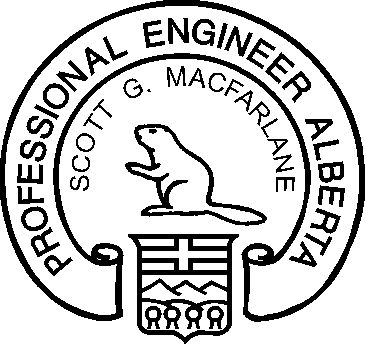 PROFESSIONAL ENGINEER ALBERTA
SCOTT G. MACFARLANE